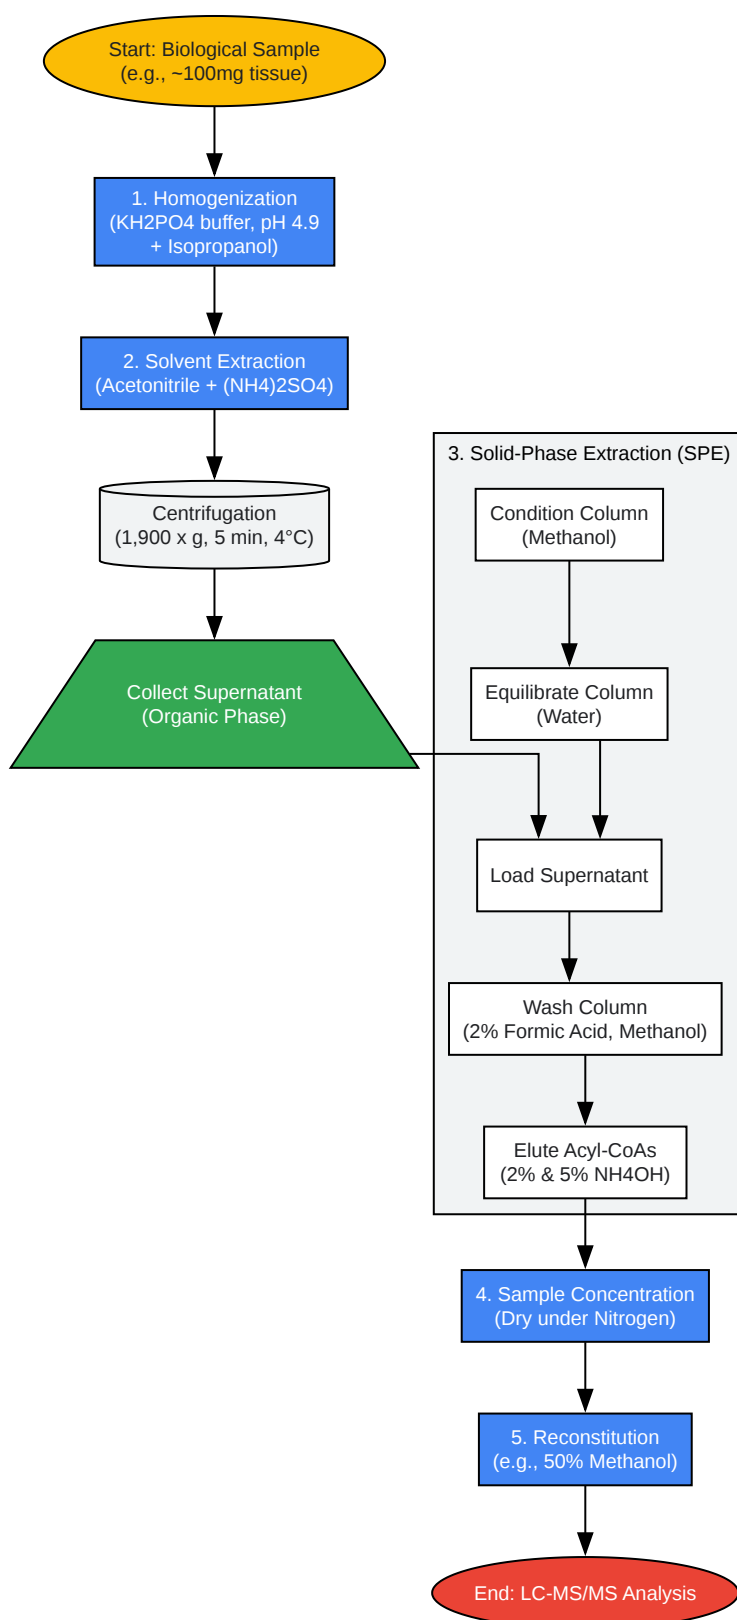 Start: Biological Sample
(e.g., ~100mg tissue)
1. Homogenization
(KH2PO4 buffer, pH 4.9
+ Isopropanol)
2. Solvent Extraction
(Acetonitrile + (NH4)2SO4)
Centrifugation
(1,900 x g, 5 min, 4°C)
Collect Supernatant
(Organic Phase)
3. Solid-Phase Extraction (SPE)
Condition Column
(Methanol)
Equilibrate Column
(Water)
Load Supernatant
Wash Column
(2% Formic Acid, Methanol)
Elute Acyl-CoAs
(2% & 5% NH4OH)
4. Sample Concentration
(Dry under Nitrogen)
5. Reconstitution
(e.g., 50% Methanol)
End: LC-MS/MS Analysis